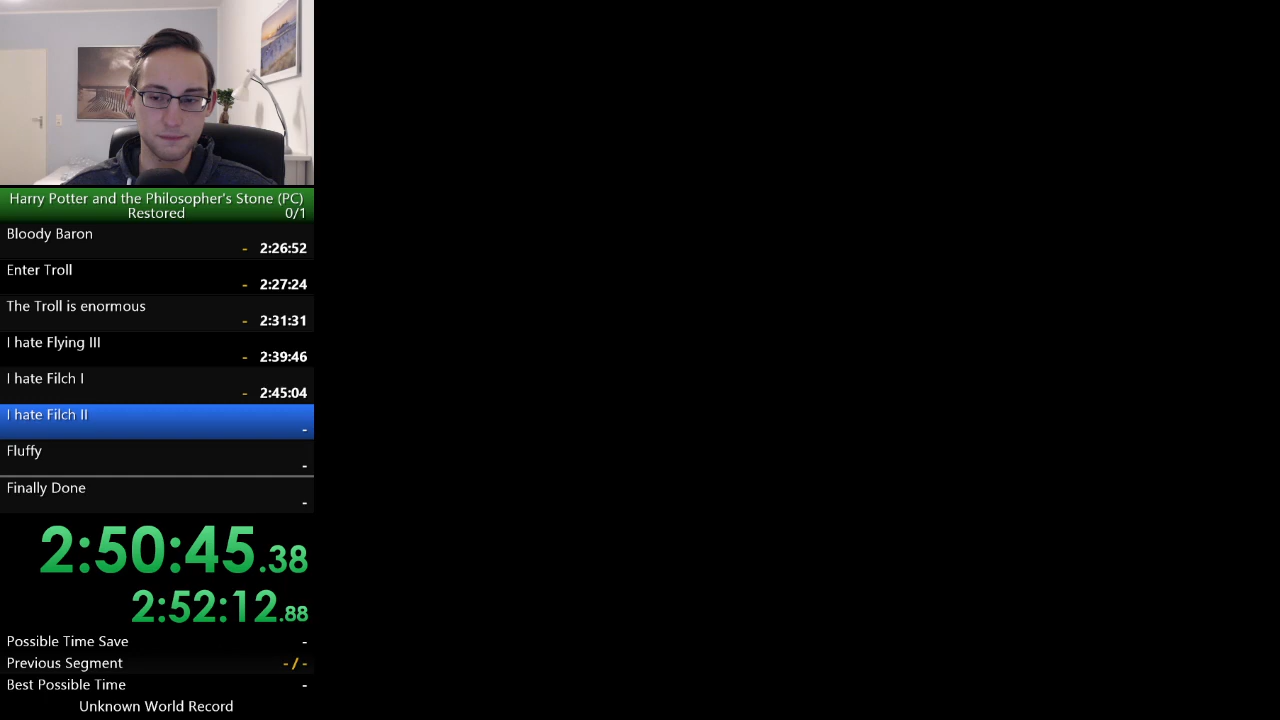 Harry Potter and the Philosopher's Stone (PC)
Restored 0/1
Bloody Baron
- 2:26:52
Enter Troll
- 2:27:24
The Troll is enormous
- 2:31:31
I hate Flying III
- 2:39:46
I hate Filch I
- 2:45:04
I hate Filch II
-
Fluffy
-
Finally Done
-
2:50:45.38
2:52:12.88
Possible Time Save -
Previous Segment - / -
Best Possible Time -
Unknown World Record